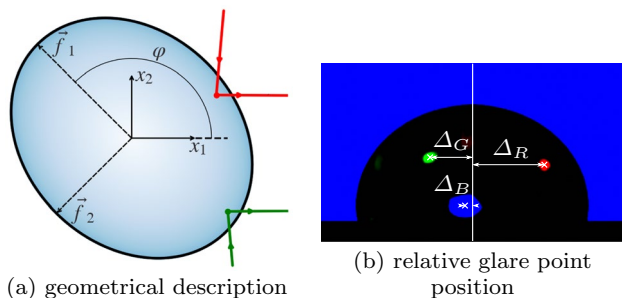 f⃗ 1
φ
x2
x1
f⃗ 2
(a) geometrical description
ΔG
ΔR
ΔB
(b) relative glare point
position